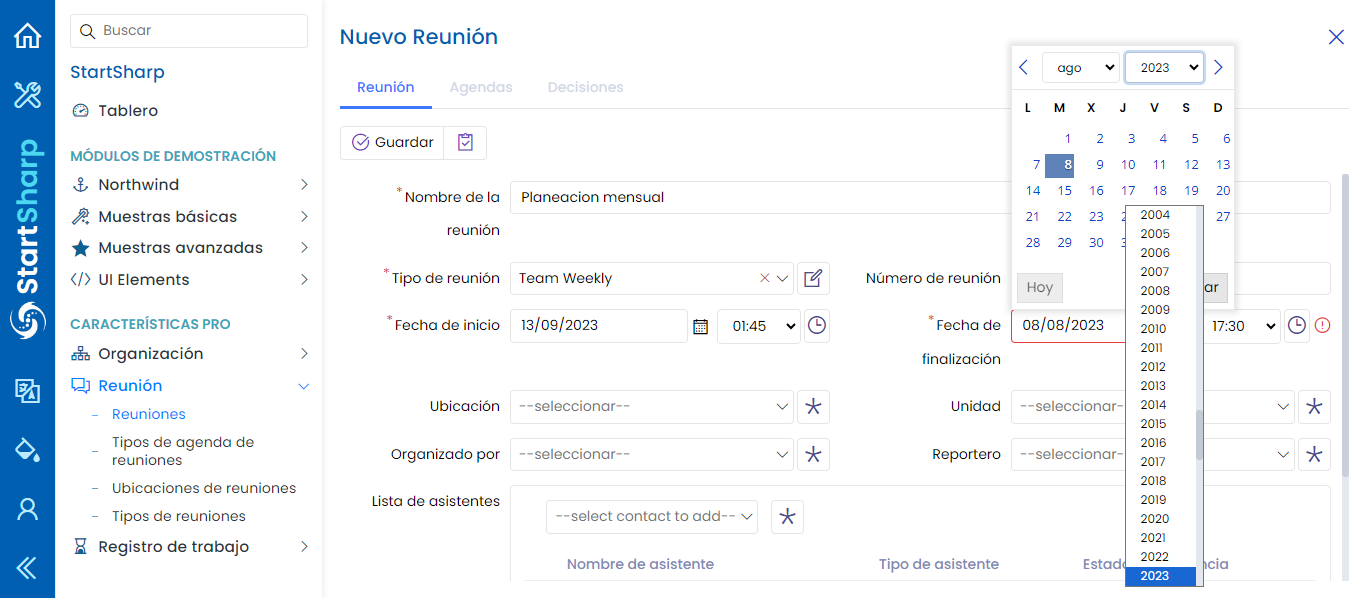 Buscar
StartSharp
StartSharp
Tablero
MÓDULOS DE DEMOSTRACIÓN
Northwind
Muestras básicas
Muestras avanzadas
UI Elements
CARACTERÍSTICAS PRO
Organización
Reunión
Reuniones
Tipos de agenda de
reuniones
Ubicaciones de reuniones
Tipos de reuniones
Registro de trabajo
Nuevo Reunión
Reunión Agendas Decisiones
Guardar
*Nombre de la
reunión
Planeacion mensual
*Tipo de reunión Team Weekly
Número de reunión
*Fecha de inicio 13/09/2023 01:45
*Fecha de
finalización
08/08/2023 17:30
Ubicación --seleccionar--
Unidad --seleccionar-
Organizado por --seleccionar--
Reportero --seleccionar-
Lista de asistentes
--select contact to add--
Nombre de asistente Tipo de asistente Estad ncia
ago 2023
L M X J V S D
1 2 3 4 5 6
7 8 9 10 11 12 13
14 15 16 17 18 19 20
21 22 23 2 27
28 29 30 3
Hoy ar
2004
2005
2006
2007
2008
2009
2010
2011
2012
2013
2014
2015
2016
2017
2018
2019
2020
2021
2022
2023